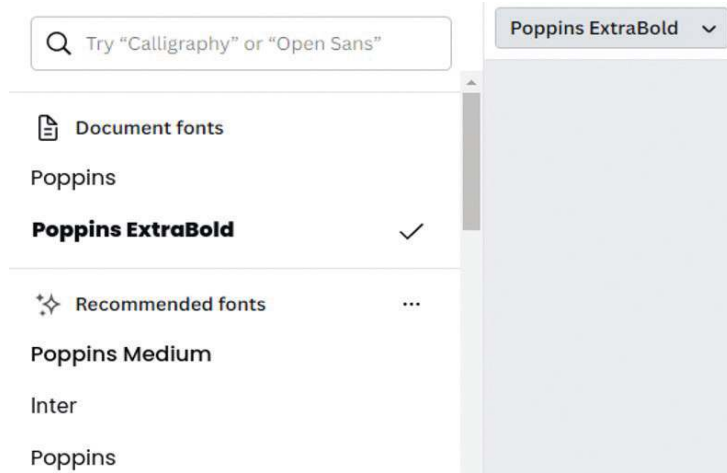 Try “Calligraphy” or “Open Sans”
Poppins ExtraBold
Document fonts
Poppins
Poppins ExtraBold
Recommended fonts
Poppins Medium
Inter
Poppins